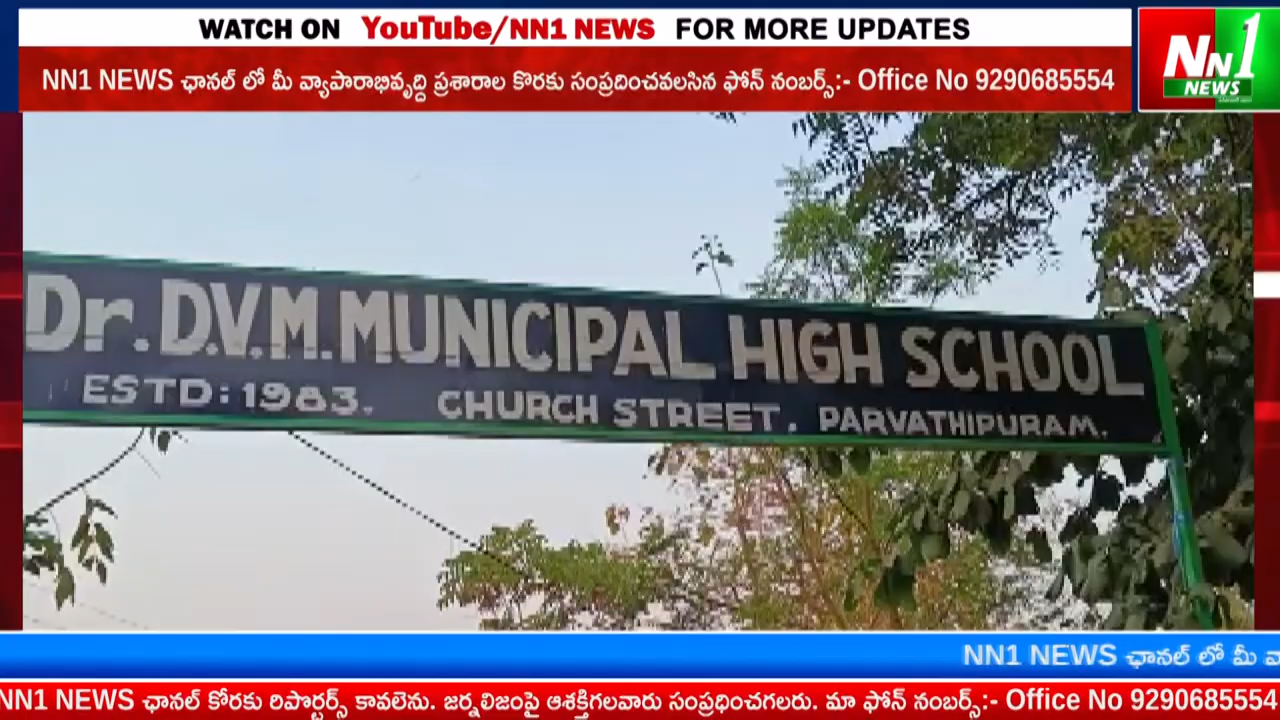 WATCH ON YouTube/NN1 NEWS FOR MORE UPDATES
NN1 NEWS ఛానల్ లో మీ వ్యాపారాభివృద్ది ప్రశారాల కొరకు సంప్రదించవలసిన ఫోన్ నంబర్స్:- Office No 9290685554
NN1
NEWS
Dr. D.V.M. MUNICIPAL HIGH SCHOOL
ESTD: 1983. CHURCH STREET, PARVATHIPURAM.
NN1 NEWS ఛానల్ లో మీ వ్యా
NN1 NEWS ఛానల్ కోరకు రిపొర్టర్స్ కావలెను. జర్నలిజంపై ఆశక్తిగలవారు సంప్రధించగలరు. మా ఫోన్ నంబర్స్:- Office No 9290685554